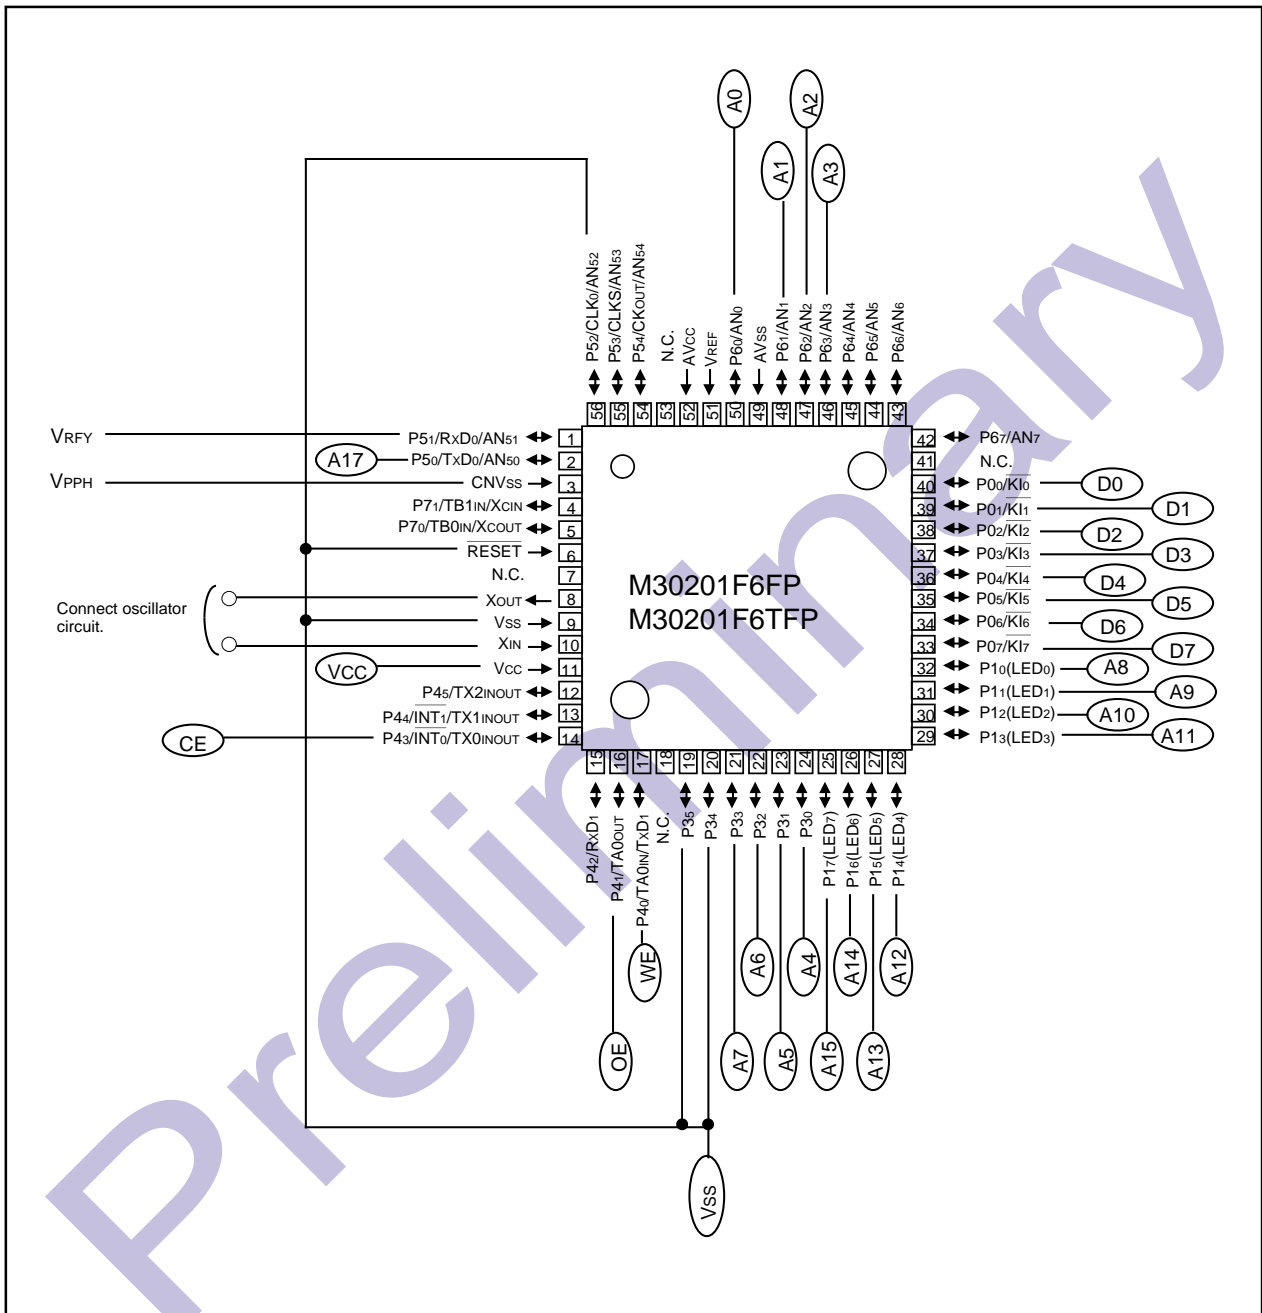 A0
A2
A1
A3
P52/CLK0/AN52
P53/CLKS/AN53
P54/CKOUT/AN54
N.C.
AVCC
VREF
P60/AN0
AVSS
P61/AN1
P62/AN2
P63/AN3
P64/AN4
P65/AN5
P66/AN6
56 55 54 53 52 51 50 49 48 47 46 45 44 43
VRFY P51/RXD0/AN51 1
A17 P50/TXD0/AN50 2
VPPH CNVSS 3
P71/TB1IN/XCIN 4
P70/TB0IN/XCOUT 5
RESET 6
N.C. 7
XOUT 8
VSS 9
XIN 10
Connect oscillator
circuit.
VCC VCC 11
P45/TX2INOUT 12
P44/INT1/TX1INOUT 13
CE P43/INT0/TX0INOUT 14
M30201F6FP
M30201F6TFP
42 P67/AN7
41 N.C.
40 P00/KI0 D0
39 P01/KI1 D1
38 P02/KI2 D2
37 P03/KI3 D3
36 P04/KI4 D4
35 P05/KI5 D5
34 P06/KI6 D6
33 P07/KI7 D7
32 P10(LED0) A8
31 P11(LED1) A9
30 P12(LED2) A10
29 P13(LED3) A11
15 16 17 18 19 20 21 22 23 24 25 26 27 28
P42/RXD1
P41/TA0OUT
P40/TA0IN/TXD1
N.C.
P35
P34
P33
P32
P31
P30
P17(LED7)
P16(LED6)
P15(LED5)
P14(LED4)
WE
A6
A4
A14
A12
OE
A7
A5
A15
A13
VSS
Preliminary